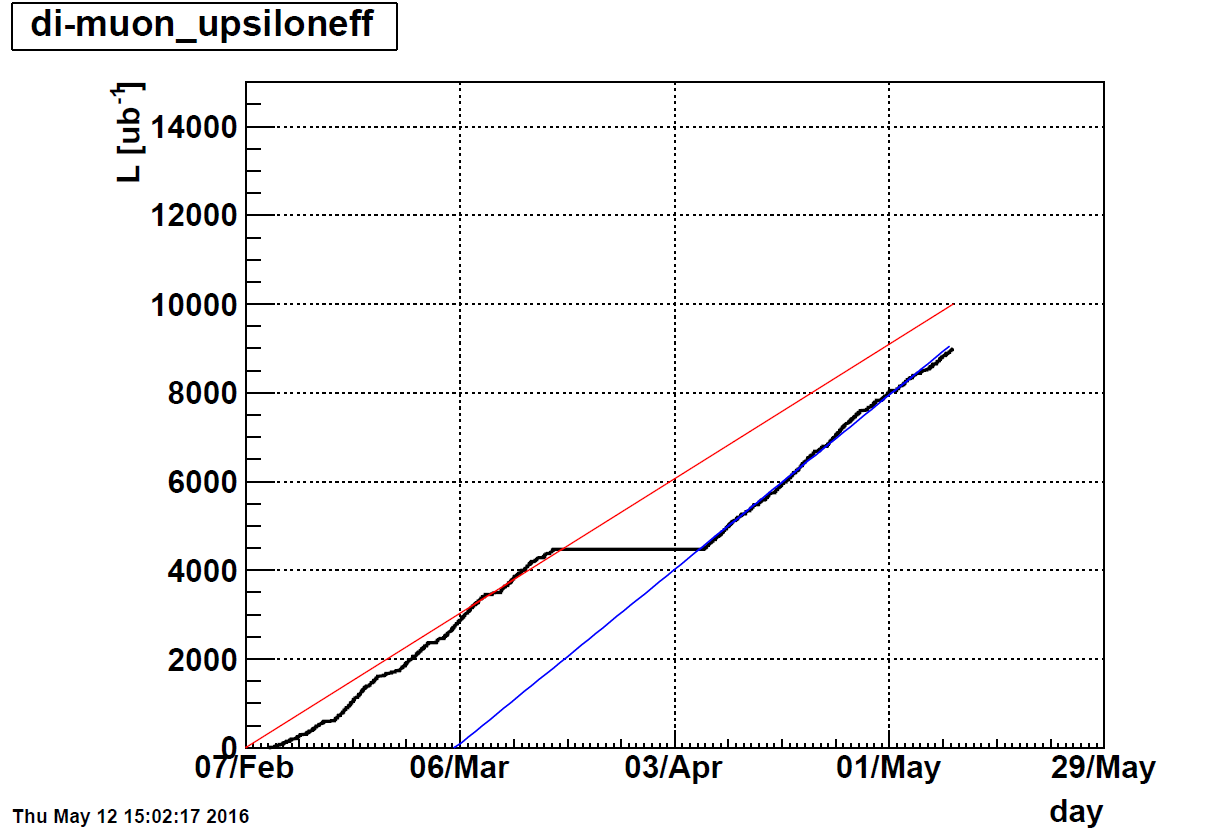 di-muon_upsiloneff
L [ub⁻¹]
14000
12000
10000
8000
6000
4000
2000
0
07/Feb 06/Mar 03/Apr 01/May 29/May
day
Thu May 12 15:02:17 2016